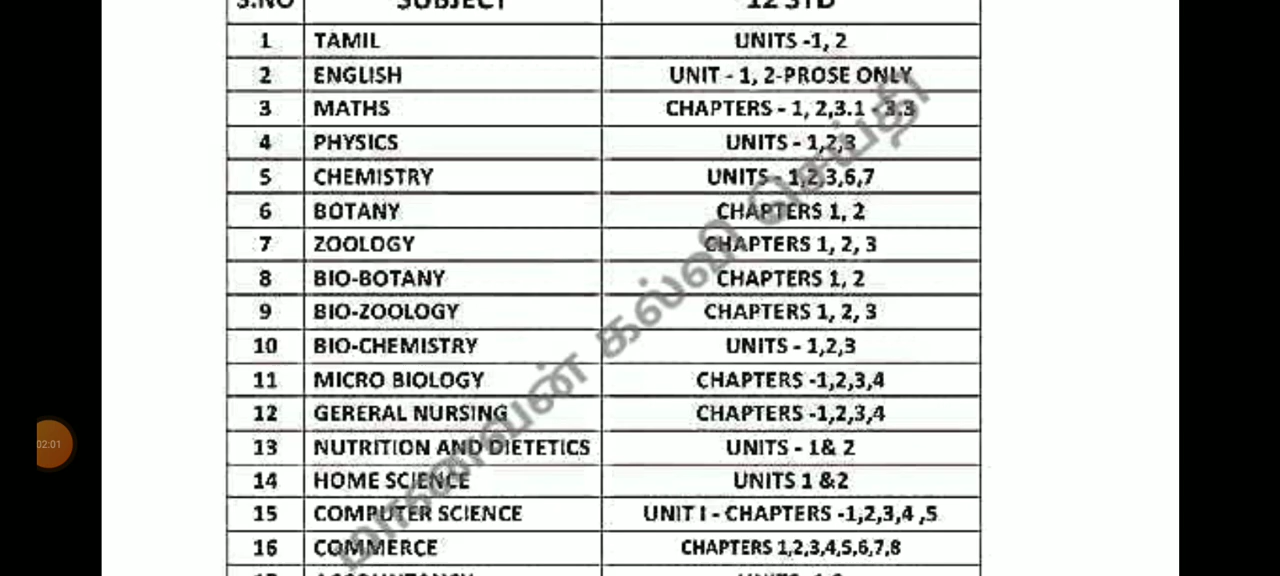 S.NO SUBJECT 12 STD
1 TAMIL UNITS -1, 2
2 ENGLISH UNIT - 1, 2-PROSE ONLY
3 MATHS CHAPTERS - 1, 2,3.1 - 3.3
4 PHYSICS UNITS - 1,2,3
5 CHEMISTRY UNITS - 1,2,3,6,7
6 BOTANY CHAPTERS 1, 2
7 ZOOLOGY CHAPTERS 1, 2, 3
8 BIO-BOTANY CHAPTERS 1, 2
9 BIO-ZOOLOGY CHAPTERS 1, 2, 3
10 BIO-CHEMISTRY UNITS - 1,2,3
11 MICRO BIOLOGY CHAPTERS -1,2,3,4
12 GERERAL NURSING CHAPTERS -1,2,3,4
13 NUTRITION AND DIETETICS UNITS - 1& 2
14 HOME SCIENCE UNITS 1 &2
15 COMPUTER SCIENCE UNIT I - CHAPTERS -1,2,3,4 ,5
16 COMMERCE CHAPTERS 1,2,3,4,5,6,7,8
மாணவன் கல்வி செய்தி
02:01